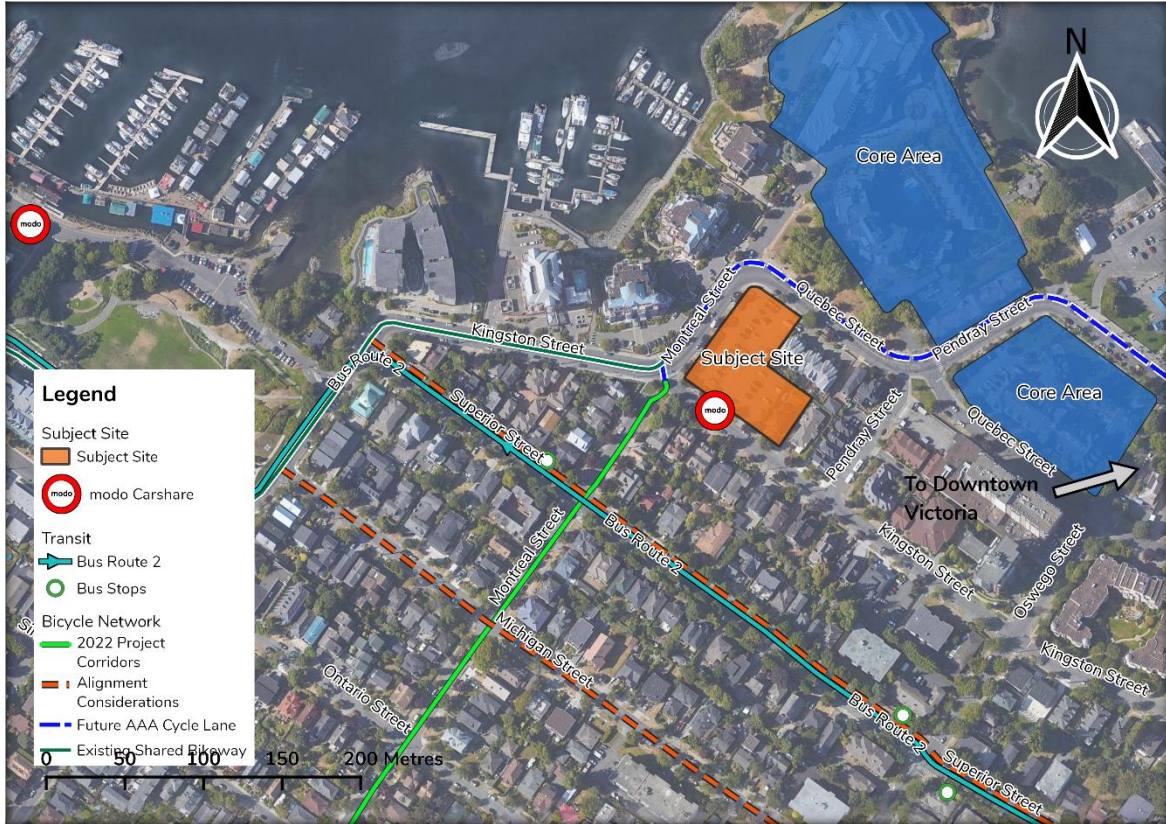 N
Core Area
modo
Quebec Street
Montreal Street
Pendray Street
Kingston Street
Subject Site
Bus Route 2
Core Area
modo
Superior Street
Quebec Street
Pendray Street
To Downtown
Victoria
Legend
Subject Site
Subject Site
modo
modo Carshare
Transit
Bus Route 2
Bus Stops
Bicycle Network
2022 Project
Corridors
Alignment
Considerations
Future AAA Cycle Lane
Existing Shared Bikeway
0 50 100 150 200 Metres
Bus Route 2
Montreal Street
Kingston Street
Oswego Street
Michigan Street
Kingston Street
Ontario Street
Bus Route 2
Superior Street